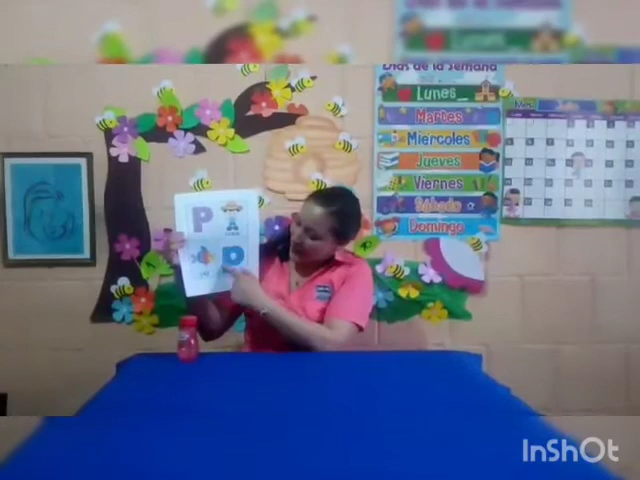 Días de la Semana
Lunes
Martes
Miércoles
Jueves
Viernes
Sábado
Domingo
P
p
InShOt